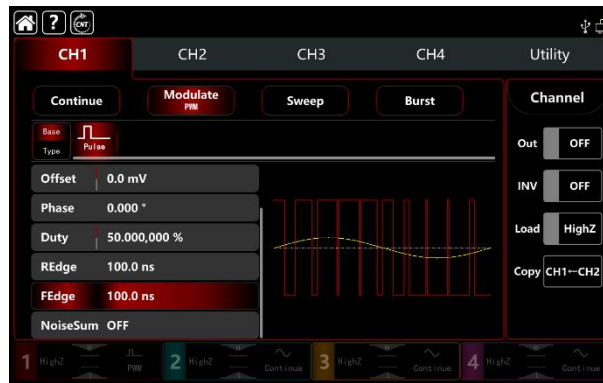 ? CNT
CH1 CH2 CH3 CH4 Utility
Continue Modulate Sweep Burst Channel
PWM
Base
Type Pulse
Out OFF
Offset 0.0 mV
INV OFF
Phase 0.000 °
Duty 50.000,000 %
Load HighZ
REdge 100.0 ns
Copy CH1←CH2
FEdge 100.0 ns
NoiseSum OFF
1 HighZ PWM 2 HighZ Continue 3 HighZ Continue 4 HighZ Continue